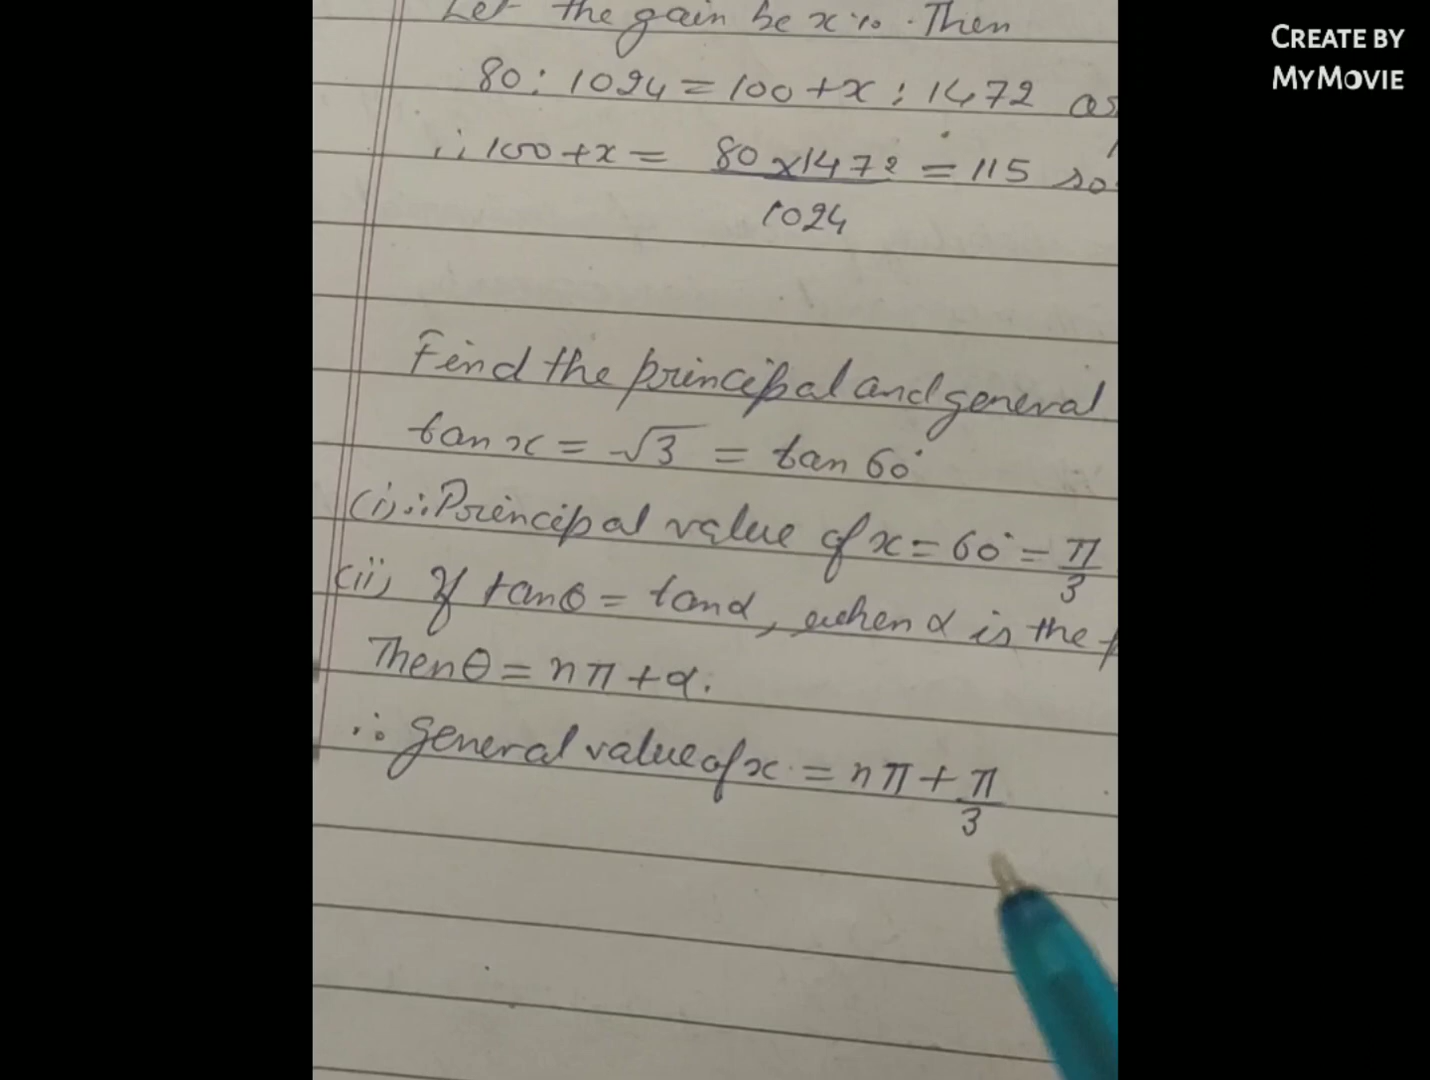 Let the gain be x%. Then
80 : 1024 = 100 + x : 1472
∴ 100 + x = 80 × 1472 / 1024 = 115 so
Find the principal and general
tan x = √3 = tan 60°
(i) ∴ Principal value of x = 60° = π/3
(ii) If tanθ = tanα, when α is the
Then θ = nπ + α.
∴ general value of x = nπ + π/3
CREATE BY
MYMOVIE